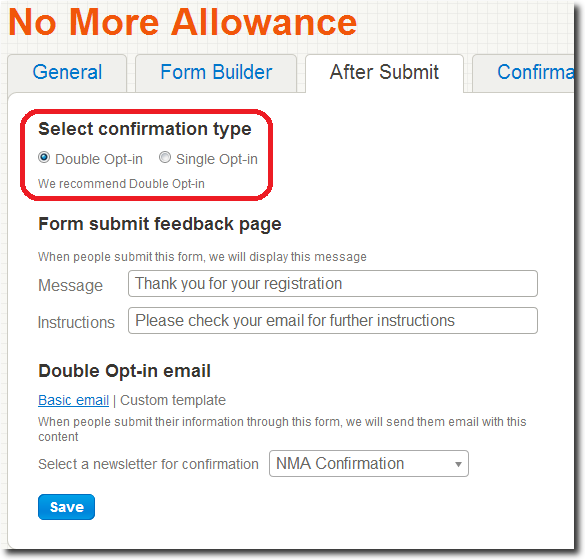 No More Allowance
General Form Builder After Submit Confirma
Select confirmation type
Double Opt-in Single Opt-in
We recommend Double Opt-in
Form submit feedback page
When people submit this form, we will display this message
Message Thank you for your registration
Instructions Please check your email for further instructions
Double Opt-in email
Basic email | Custom template
When people submit their information through this form, we will send them email with this
content
Select a newsletter for confirmation NMA Confirmation
Save